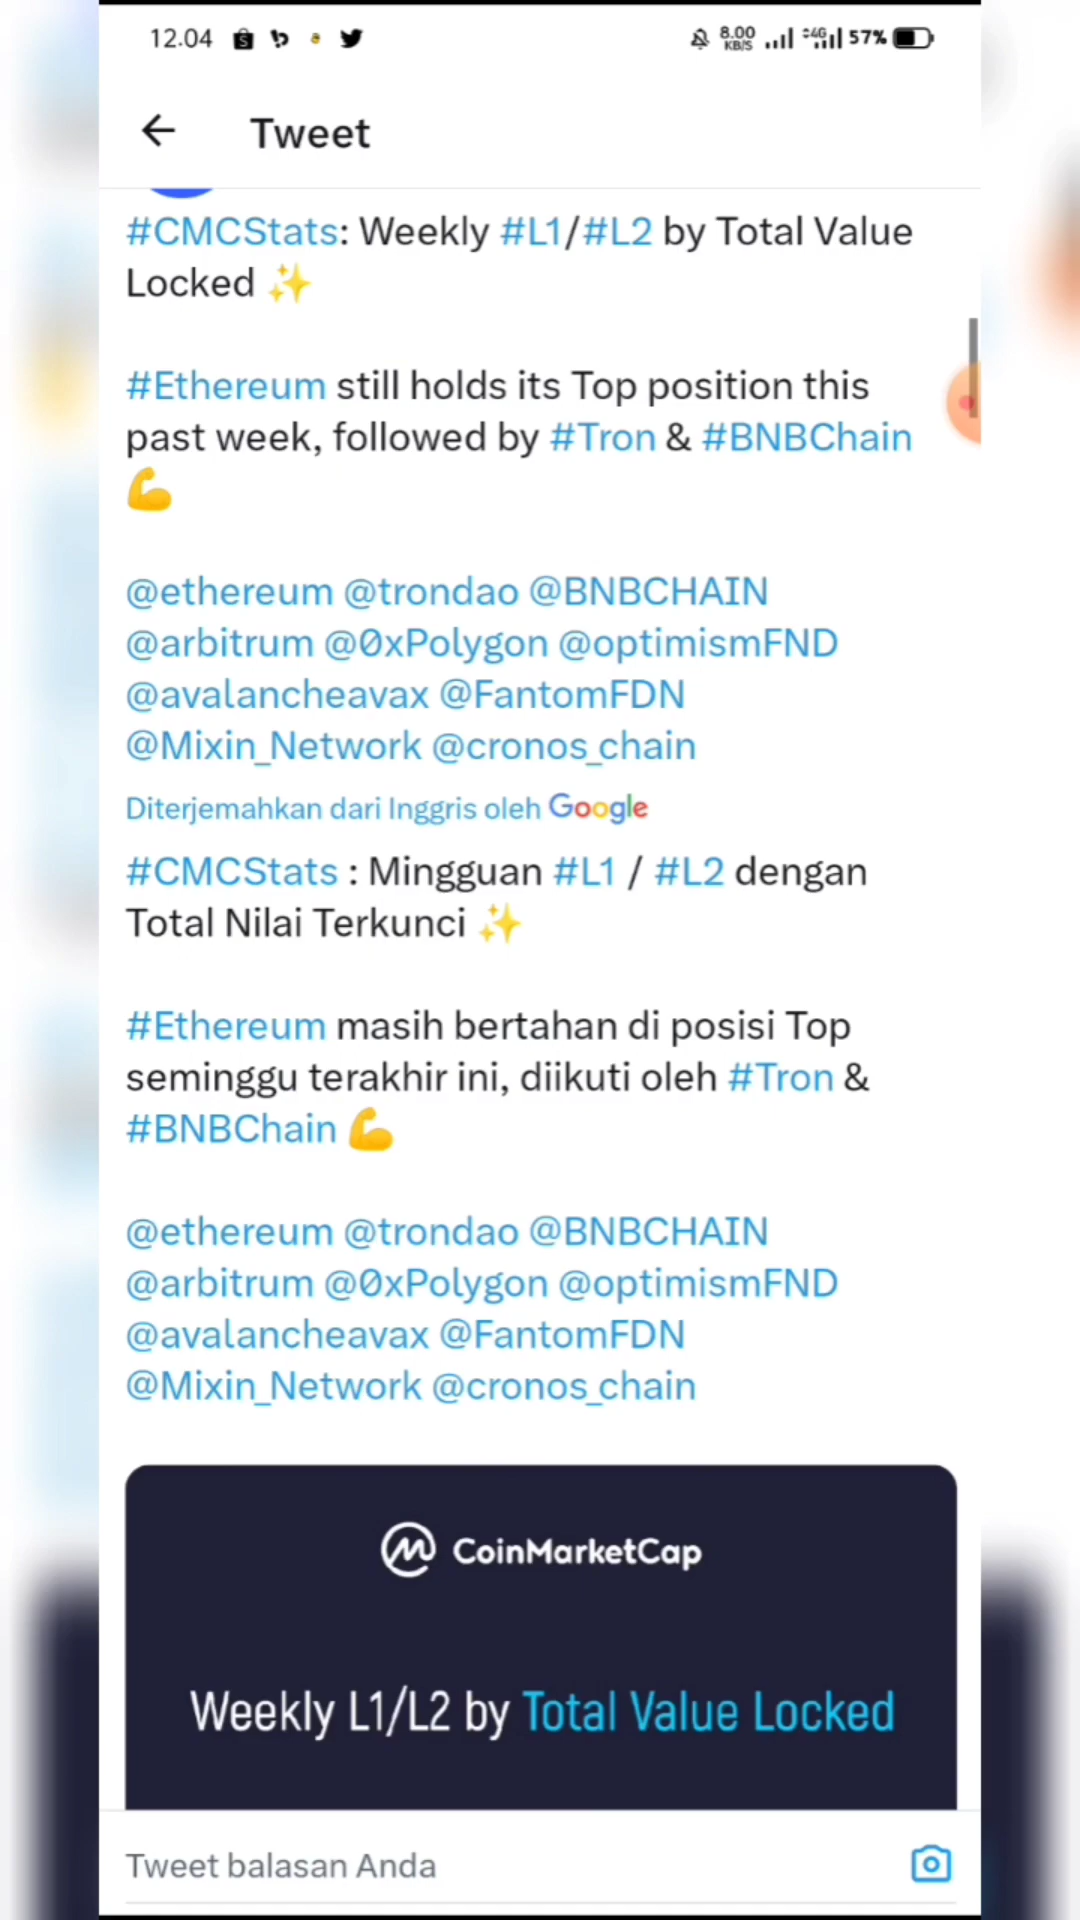 12.04 8.00 KB/S 4G 57%
Tweet
#CMCStats: Weekly #L1/#L2 by Total Value
Locked ✨
#Ethereum still holds its Top position this
past week, followed by #Tron & #BNBChain
💪
@ethereum @trondao @BNBCHAIN
@arbitrum @0xPolygon @optimismFND
@avalancheavax @FantomFDN
@Mixin_Network @cronos_chain
Diterjemahkan dari Inggris oleh Google
#CMCStats : Mingguan #L1 / #L2 dengan
Total Nilai Terkunci ✨
#Ethereum masih bertahan di posisi Top
seminggu terakhir ini, diikuti oleh #Tron &
#BNBChain 💪
@ethereum @trondao @BNBCHAIN
@arbitrum @0xPolygon @optimismFND
@avalancheavax @FantomFDN
@Mixin_Network @cronos_chain
CoinMarketCap
Weekly L1/L2 by Total Value Locked
Tweet balasan Anda